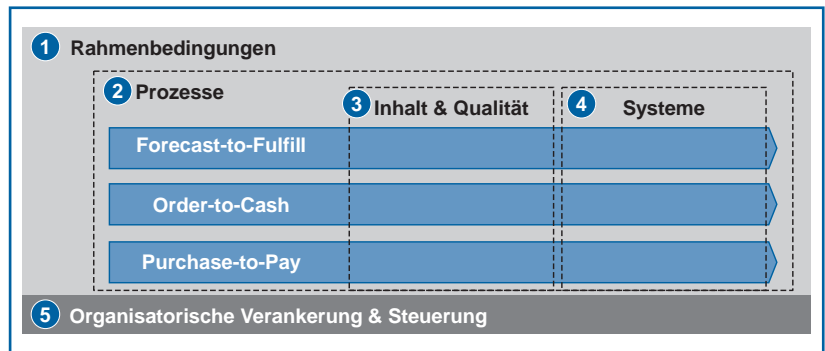 1 Rahmenbedingungen
2 Prozesse
3 Inhalt & Qualität
4 Systeme
Forecast-to-Fulfill
Order-to-Cash
Purchase-to-Pay
5 Organisatorische Verankerung & Steuerung